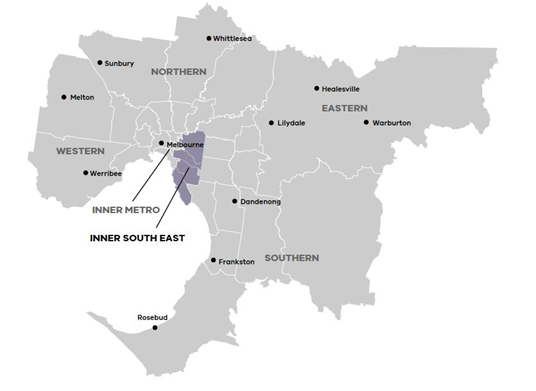 Whittlesea
Sunbury
NORTHERN
Healesville
Melton
EASTERN
Lilydale
Warburton
Melbourne
WESTERN
Werribee
Dandenong
INNER METRO
INNER SOUTH EAST
SOUTHERN
Frankston
Rosebud